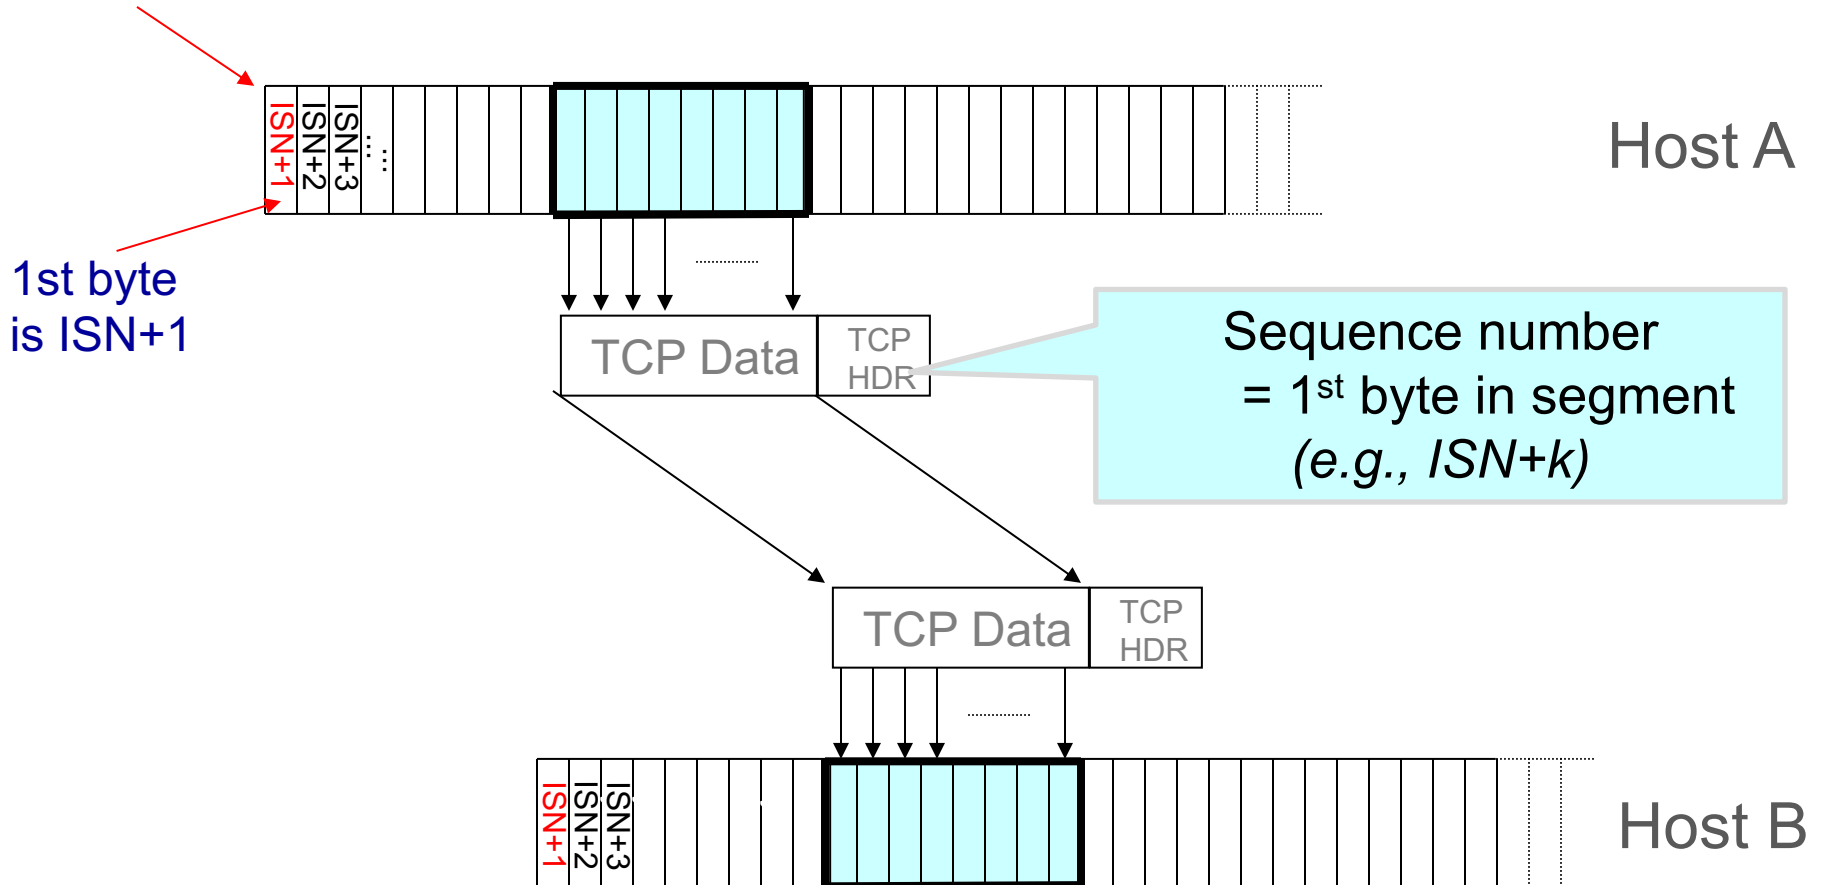 ISN+1
ISN+2
ISN+3
...
...
Host A
1st byte
is ISN+1
TCP Data
TCP
HDR
Sequence number
= 1st byte in segment
(e.g., ISN+k)
TCP Data
TCP
HDR
ISN+1
ISN+2
ISN+3
Host B